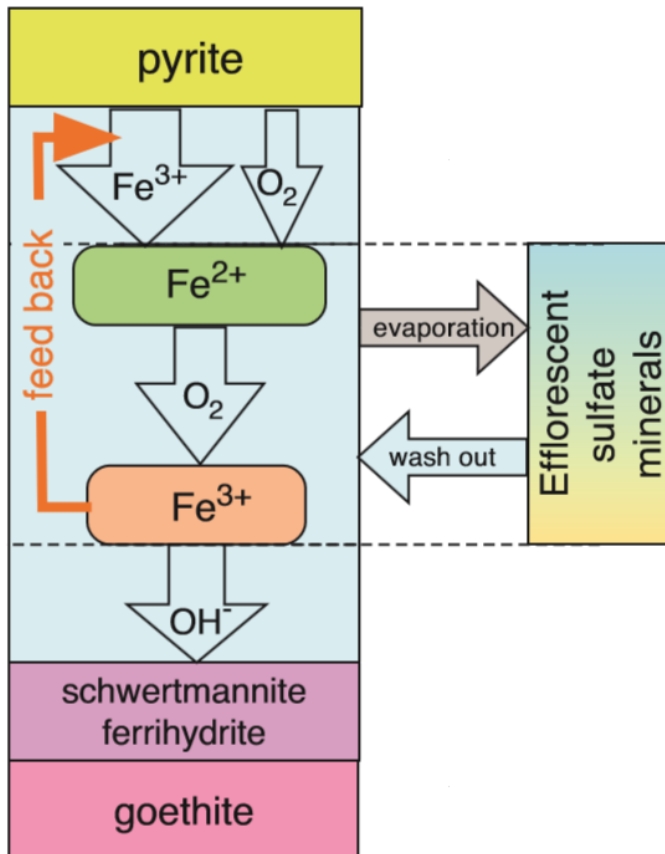 pyrite
Fe³⁺
O₂
feed back
Fe²⁺
evaporation
O₂
wash out
Efflorescent
sulfate
minerals
Fe³⁺
OH⁻
schwertmannite
ferrihydrite
goethite